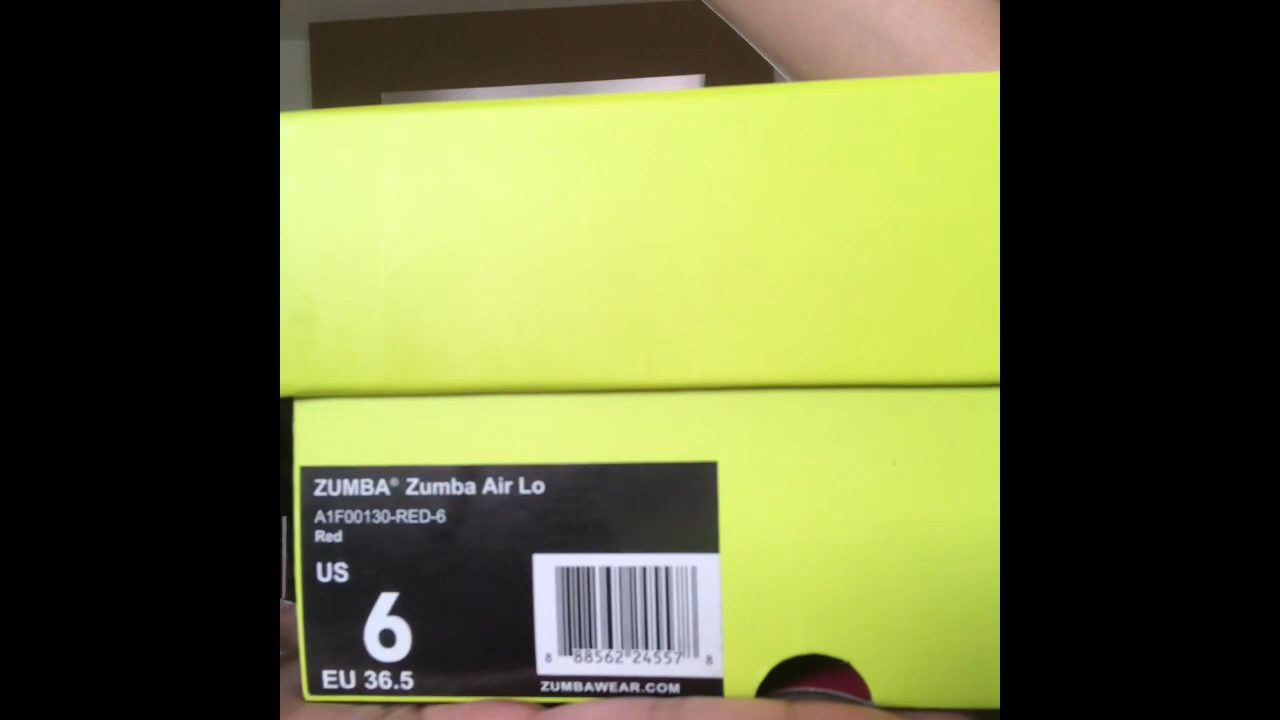 ZUMBA® Zumba Air Lo
A1F00130-RED-6
Red
US
6
EU 36.5
8 88562 24557 8
ZUMBAWEAR.COM